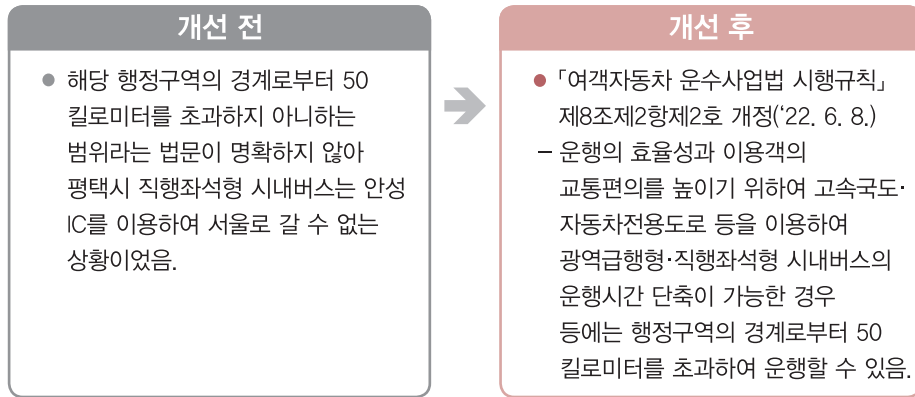 개선 전
● 해당 행정구역의 경계로부터 50
킬로미터를 초과하지 아니하는
범위라는 법문이 명확하지 않아
평택시 직행좌석형 시내버스는 안성
IC를 이용하여 서울로 갈 수 없는
상황이었음.
개선 후
● 「여객자동차 운수사업법 시행규칙」
제8조제2항제2호 개정(‘22. 6. 8.)
– 운행의 효율성과 이용객의
교통편의를 높이기 위하여 고속국도·
자동차전용도로 등을 이용하여
광역급행형·직행좌석형 시내버스의
운행시간 단축이 가능한 경우
등에는 행정구역의 경계로부터 50
킬로미터를 초과하여 운행할 수 있음.